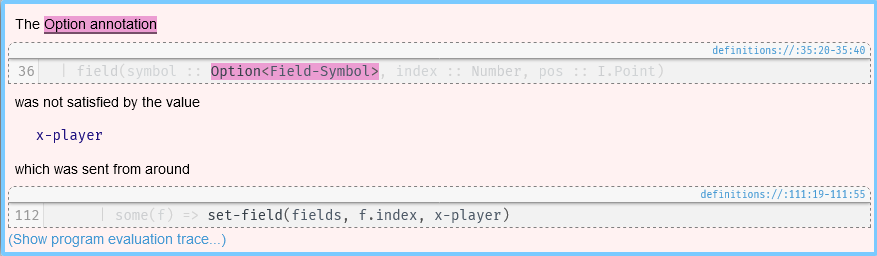 The Option annotation
definitions://:35:20-35:40
36 | field(symbol :: Option<Field-Symbol>, index :: Number, pos :: I.Point)
was not satisfied by the value
x-player
which was sent from around
definitions://:111:19-111:55
112 | some(f) => set-field(fields, f.index, x-player)
(Show program evaluation trace...)